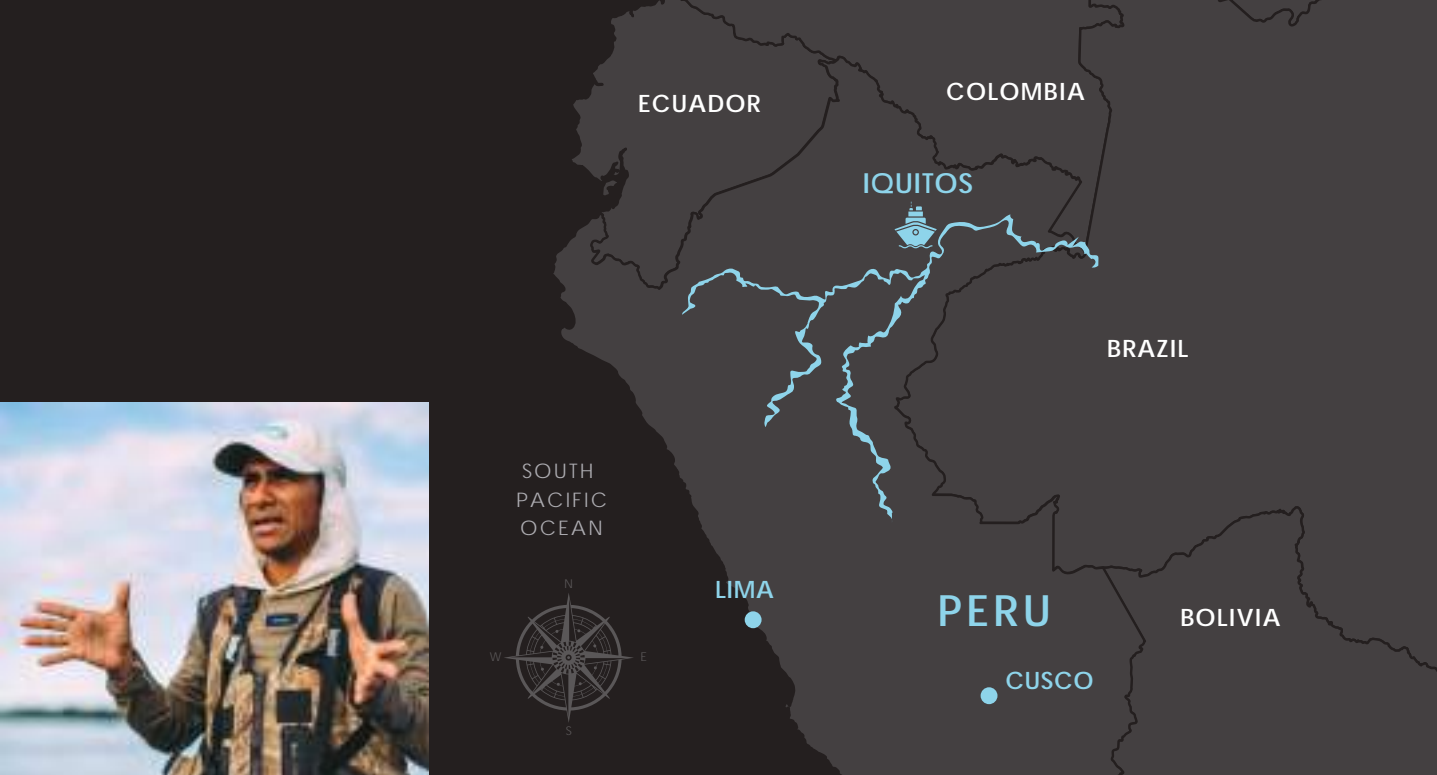 COLOMBIA
ECUADOR
IQUITOS
BRAZIL
SOUTH
PACIFIC
OCEAN
N
LIMA
PERU
BOLIVIA
W
E
CUSCO
S